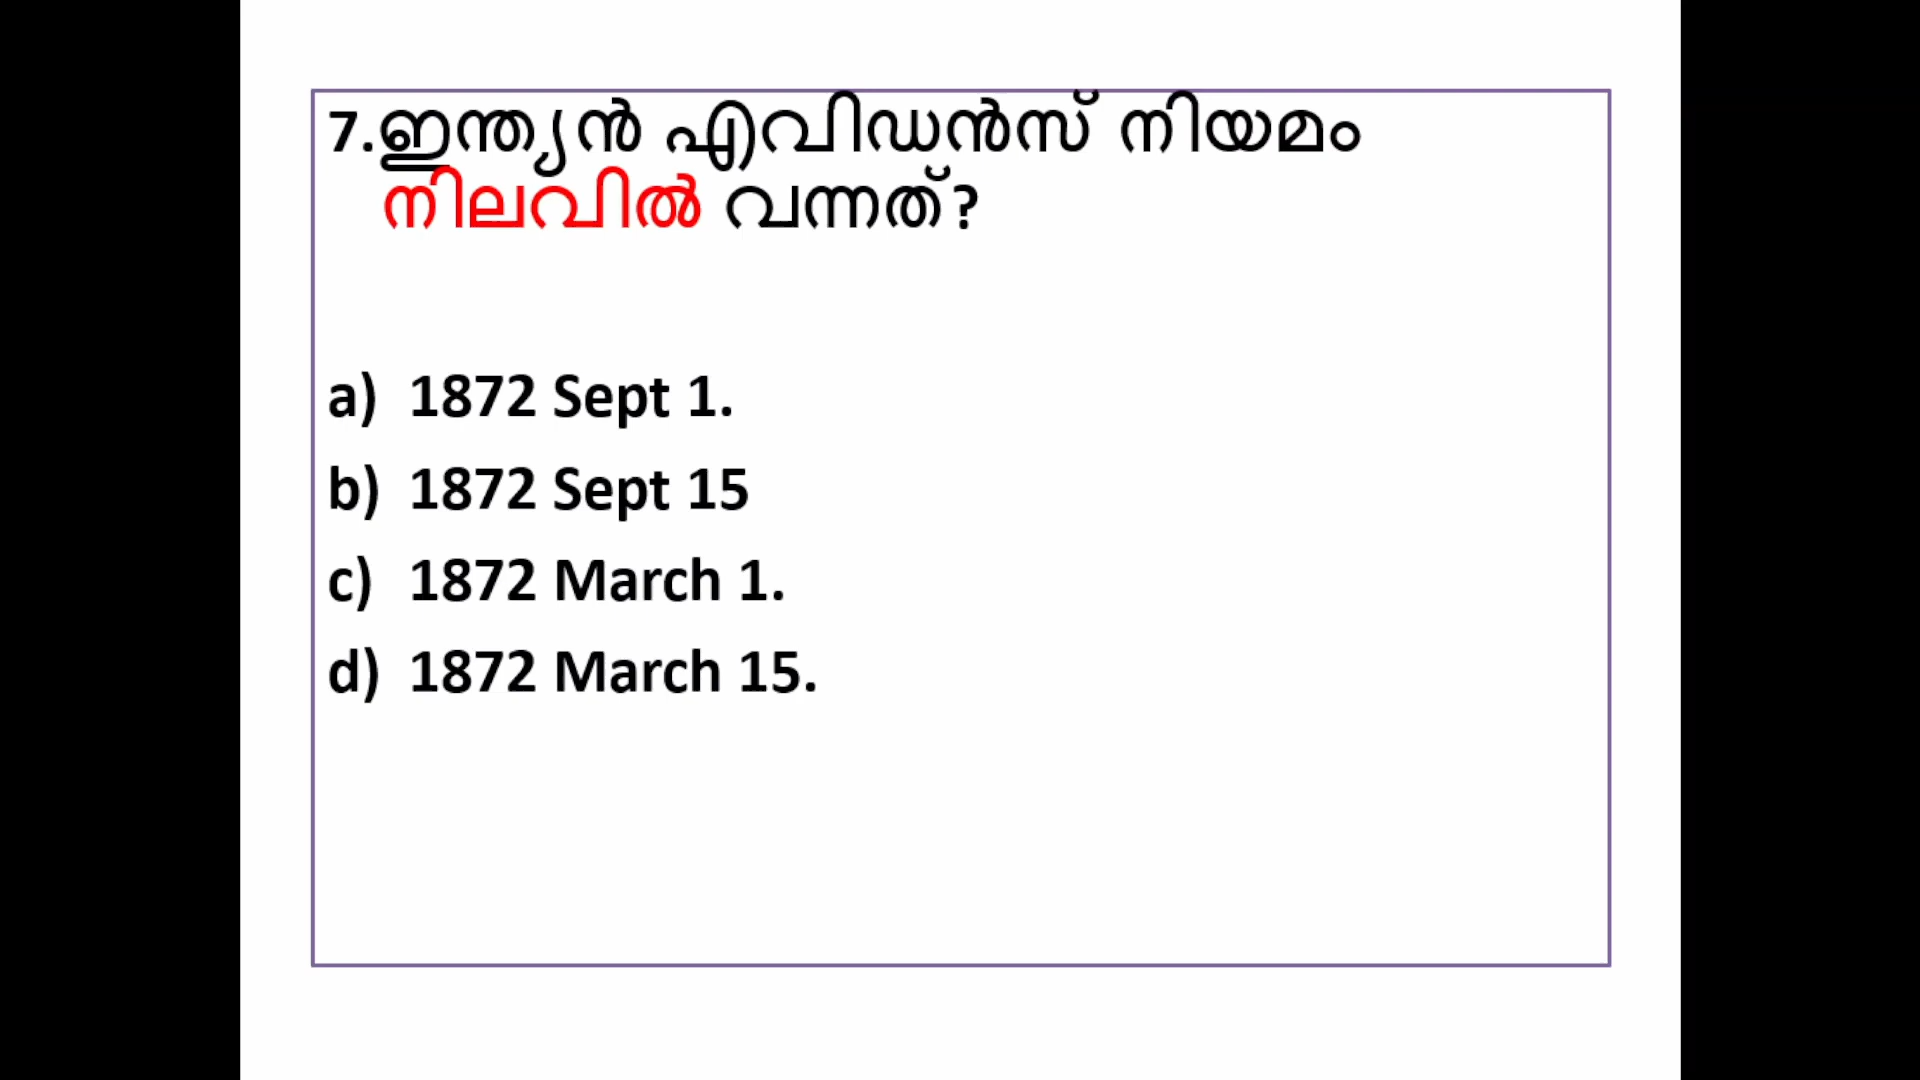 7.ഇന്ത്യൻ എവിഡൻസ് നിയമം
നിലവിൽ വന്നത്?
a) 1872 Sept 1.
b) 1872 Sept 15
c) 1872 March 1.
d) 1872 March 15.